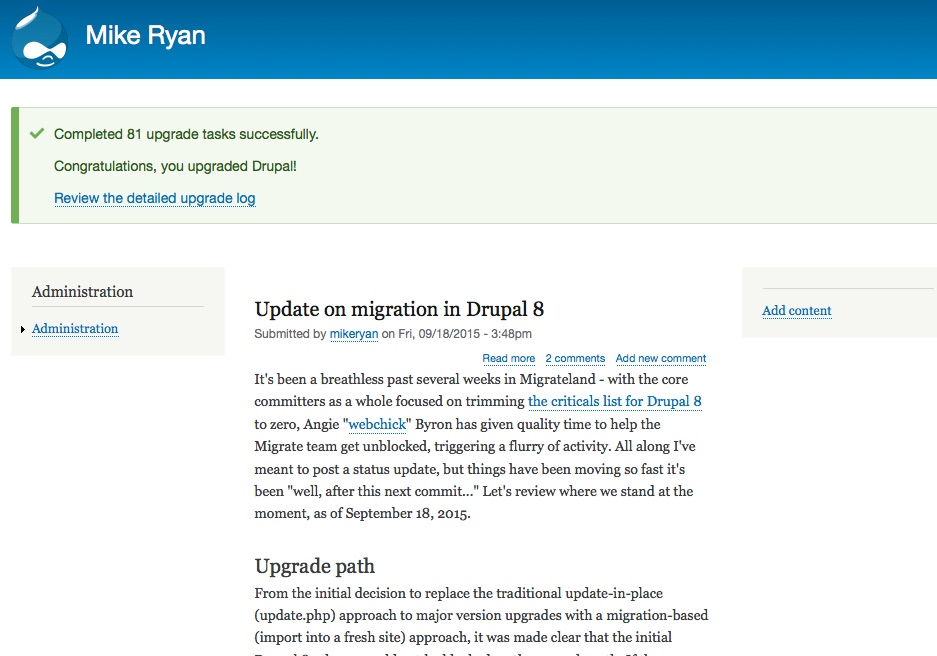 Mike Ryan
Completed 81 upgrade tasks successfully.
Congratulations, you upgraded Drupal!
Review the detailed upgrade log
Administration
Administration
Update on migration in Drupal 8
Submitted by mikeryan on Fri, 09/18/2015 - 3:48pm
Read more 2 comments Add new comment
It's been a breathless past several weeks in Migrateland - with the core
committers as a whole focused on trimming the criticals list for Drupal 8
to zero, Angie "webchick" Byron has given quality time to help the
Migrate team get unblocked, triggering a flurry of activity. All along I've
meant to post a status update, but things have been moving so fast it's
been "well, after this next commit..." Let's review where we stand at the
moment, as of September 18, 2015.
Upgrade path
From the initial decision to replace the traditional update-in-place
(update.php) approach to major version upgrades with a migration-based
(import into a fresh site) approach, it was made clear that the initial
Add content